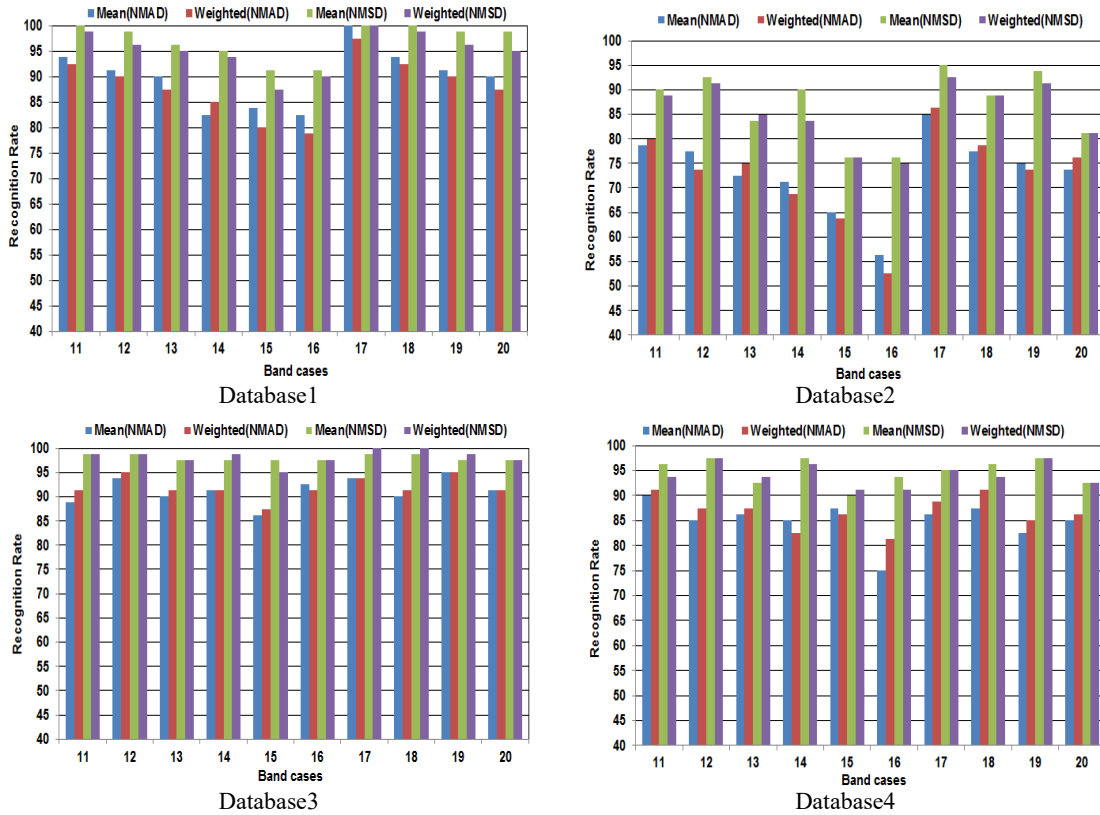 Mean(NMAD) Weighted(NMAD) Mean(NMSD) Weighted(NMSD)
100
95
90
85
80
75
70
65
60
55
50
45
40
Recognition Rate
11 12 13 14 15 16 17 18 19 20
Band cases
Database1
Mean(NMAD) Weighted(NMAD) Mean(NMSD) Weighted(NMSD)
100
95
90
85
80
75
70
65
60
55
50
45
40
Recognition Rate
11 12 13 14 15 16 17 18 19 20
Band cases
Database2
Mean(NMAD) Weighted(NMAD) Mean(NMSD) Weighted(NMSD)
100
95
90
85
80
75
70
65
60
55
50
45
40
Recognition Rate
11 12 13 14 15 16 17 18 19 20
Band cases
Database3
Mean(NMAD) Weighted(NMAD) Mean(NMSD) Weighted(NMSD)
100
95
90
85
80
75
70
65
60
55
50
45
40
Recognition Rate
11 12 13 14 15 16 17 18 19 20
Band cases
Database4